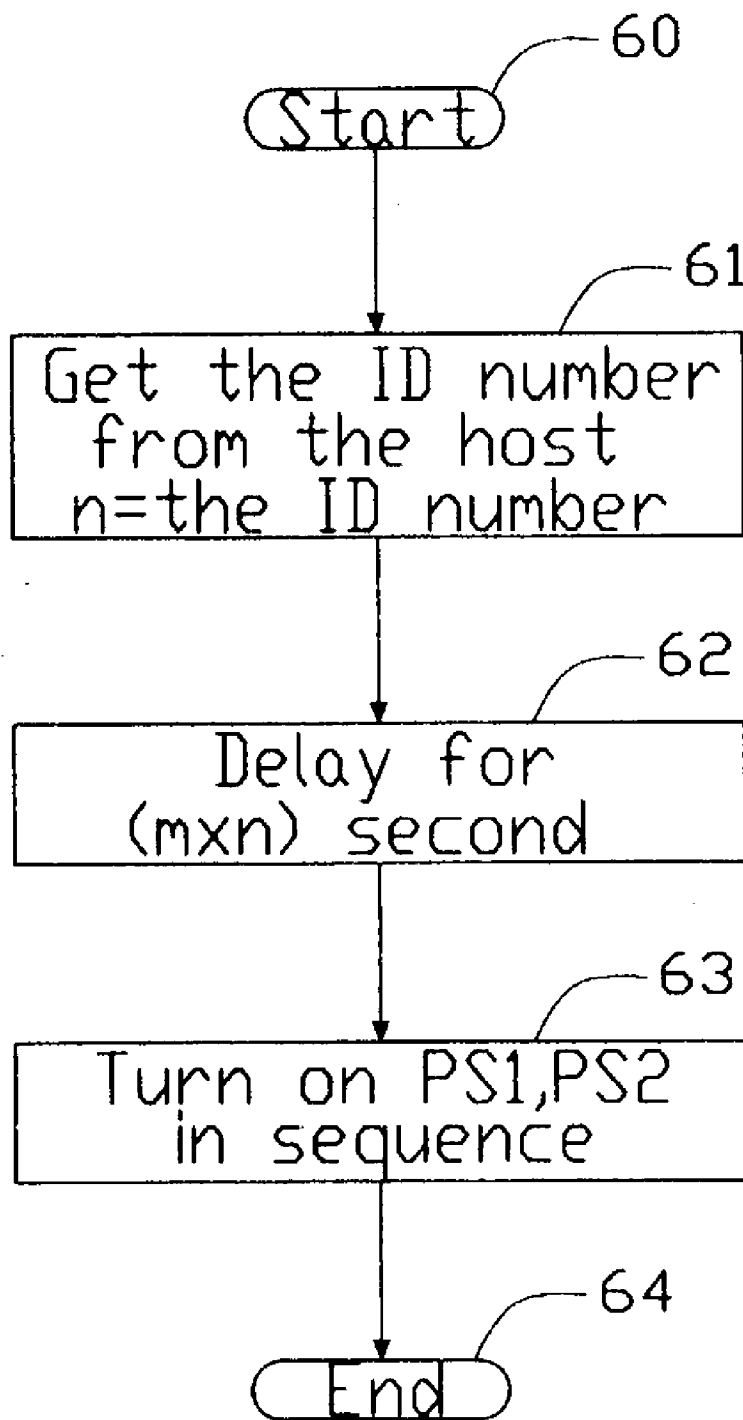 60
Start
61
Get the ID number
from the host
n=the ID number
62
Delay for
(mxn) second
63
Turn on PS1,PS2
in sequence
64
End